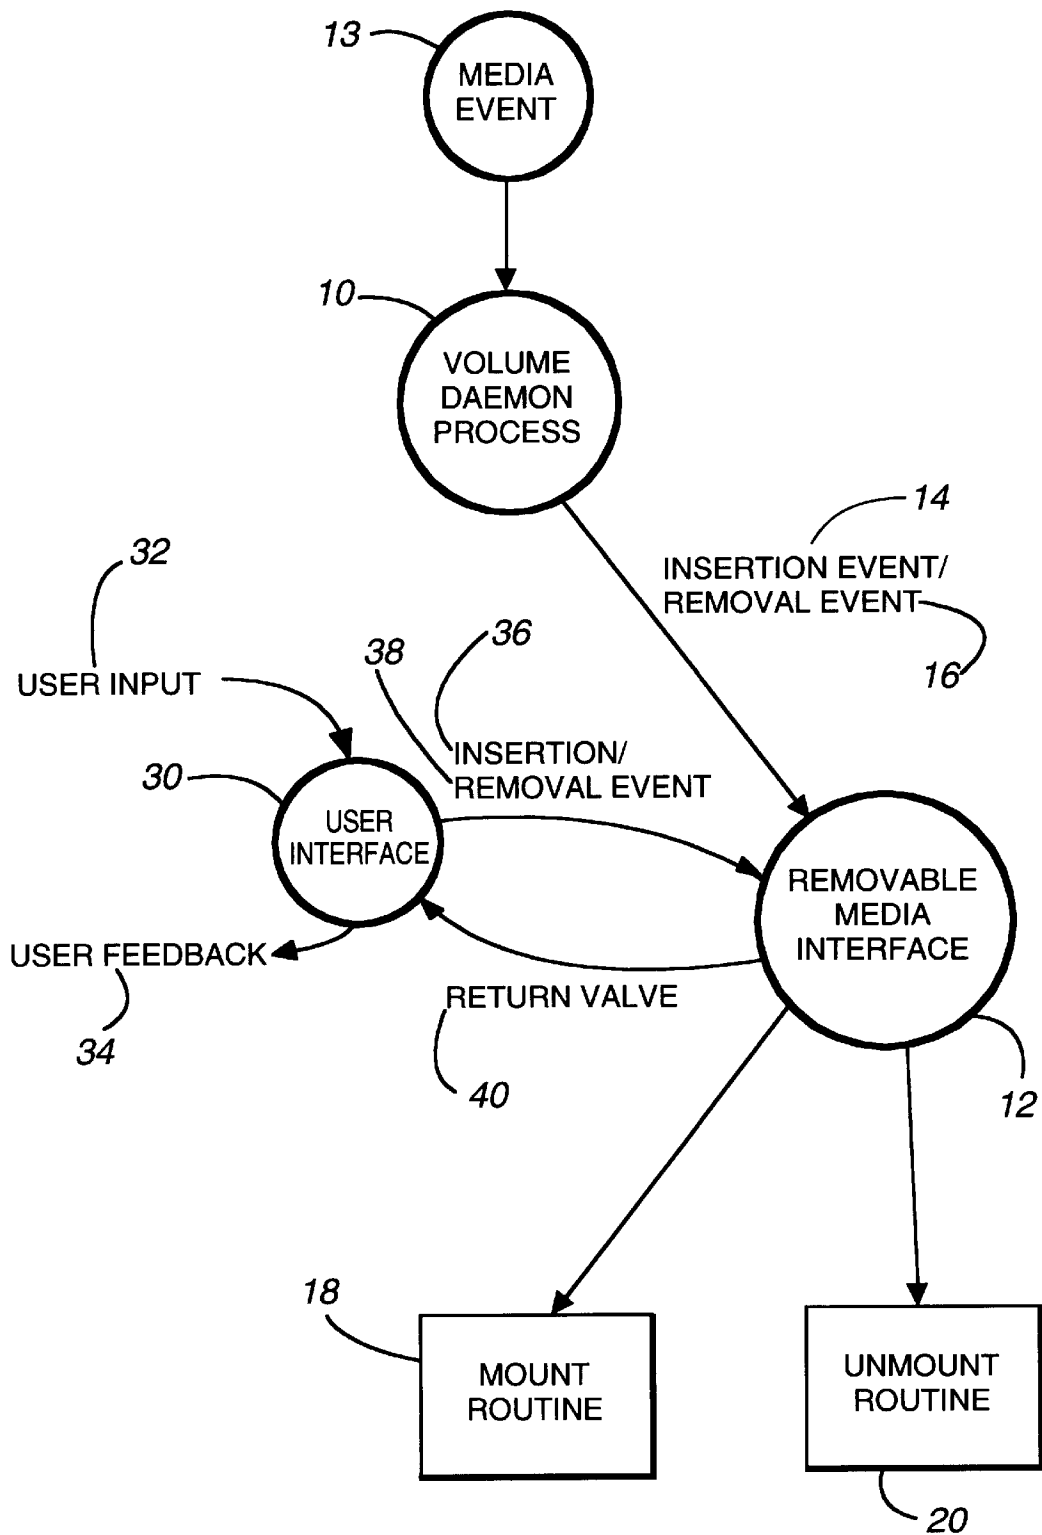 13
MEDIA
EVENT
10
VOLUME
DAEMON
PROCESS
14
INSERTION EVENT/
REMOVAL EVENT
16
32
USER INPUT
36
38
INSERTION/
REMOVAL EVENT
30
USER
INTERFACE
REMOVABLE
MEDIA
INTERFACE
USER FEEDBACK
34
RETURN VALVE
40
12
18
MOUNT
ROUTINE
UNMOUNT
ROUTINE
20